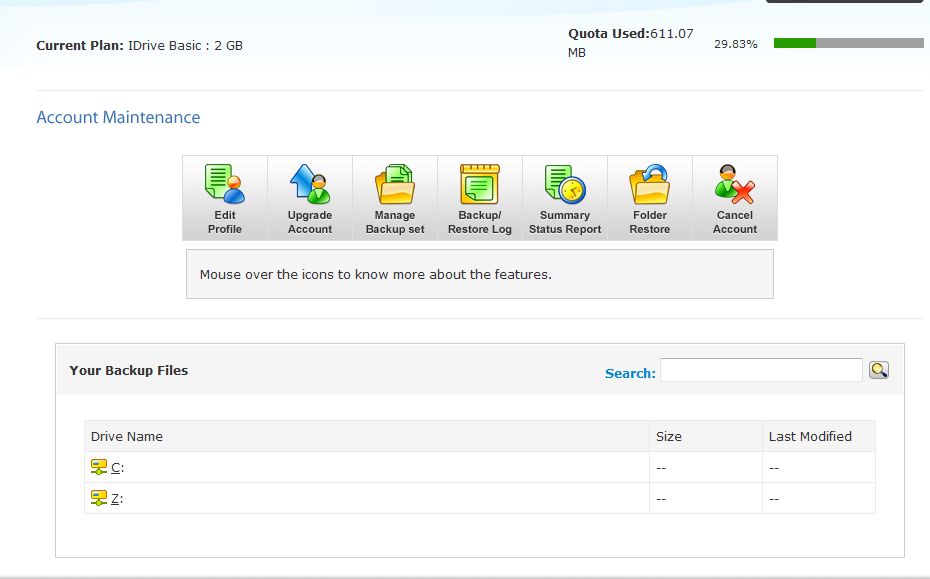 Current Plan: IDrive Basic : 2 GB
Quota Used:611.07
MB
29.83%
Account Maintenance
Edit
Profile
Upgrade
Account
Manage
Backup set
Backup/
Restore Log
Summary
Status Report
Folder
Restore
Cancel
Account
Mouse over the icons to know more about the features.
Your Backup Files
Search:
Drive Name Size Last Modified
C: -- --
Z: -- --